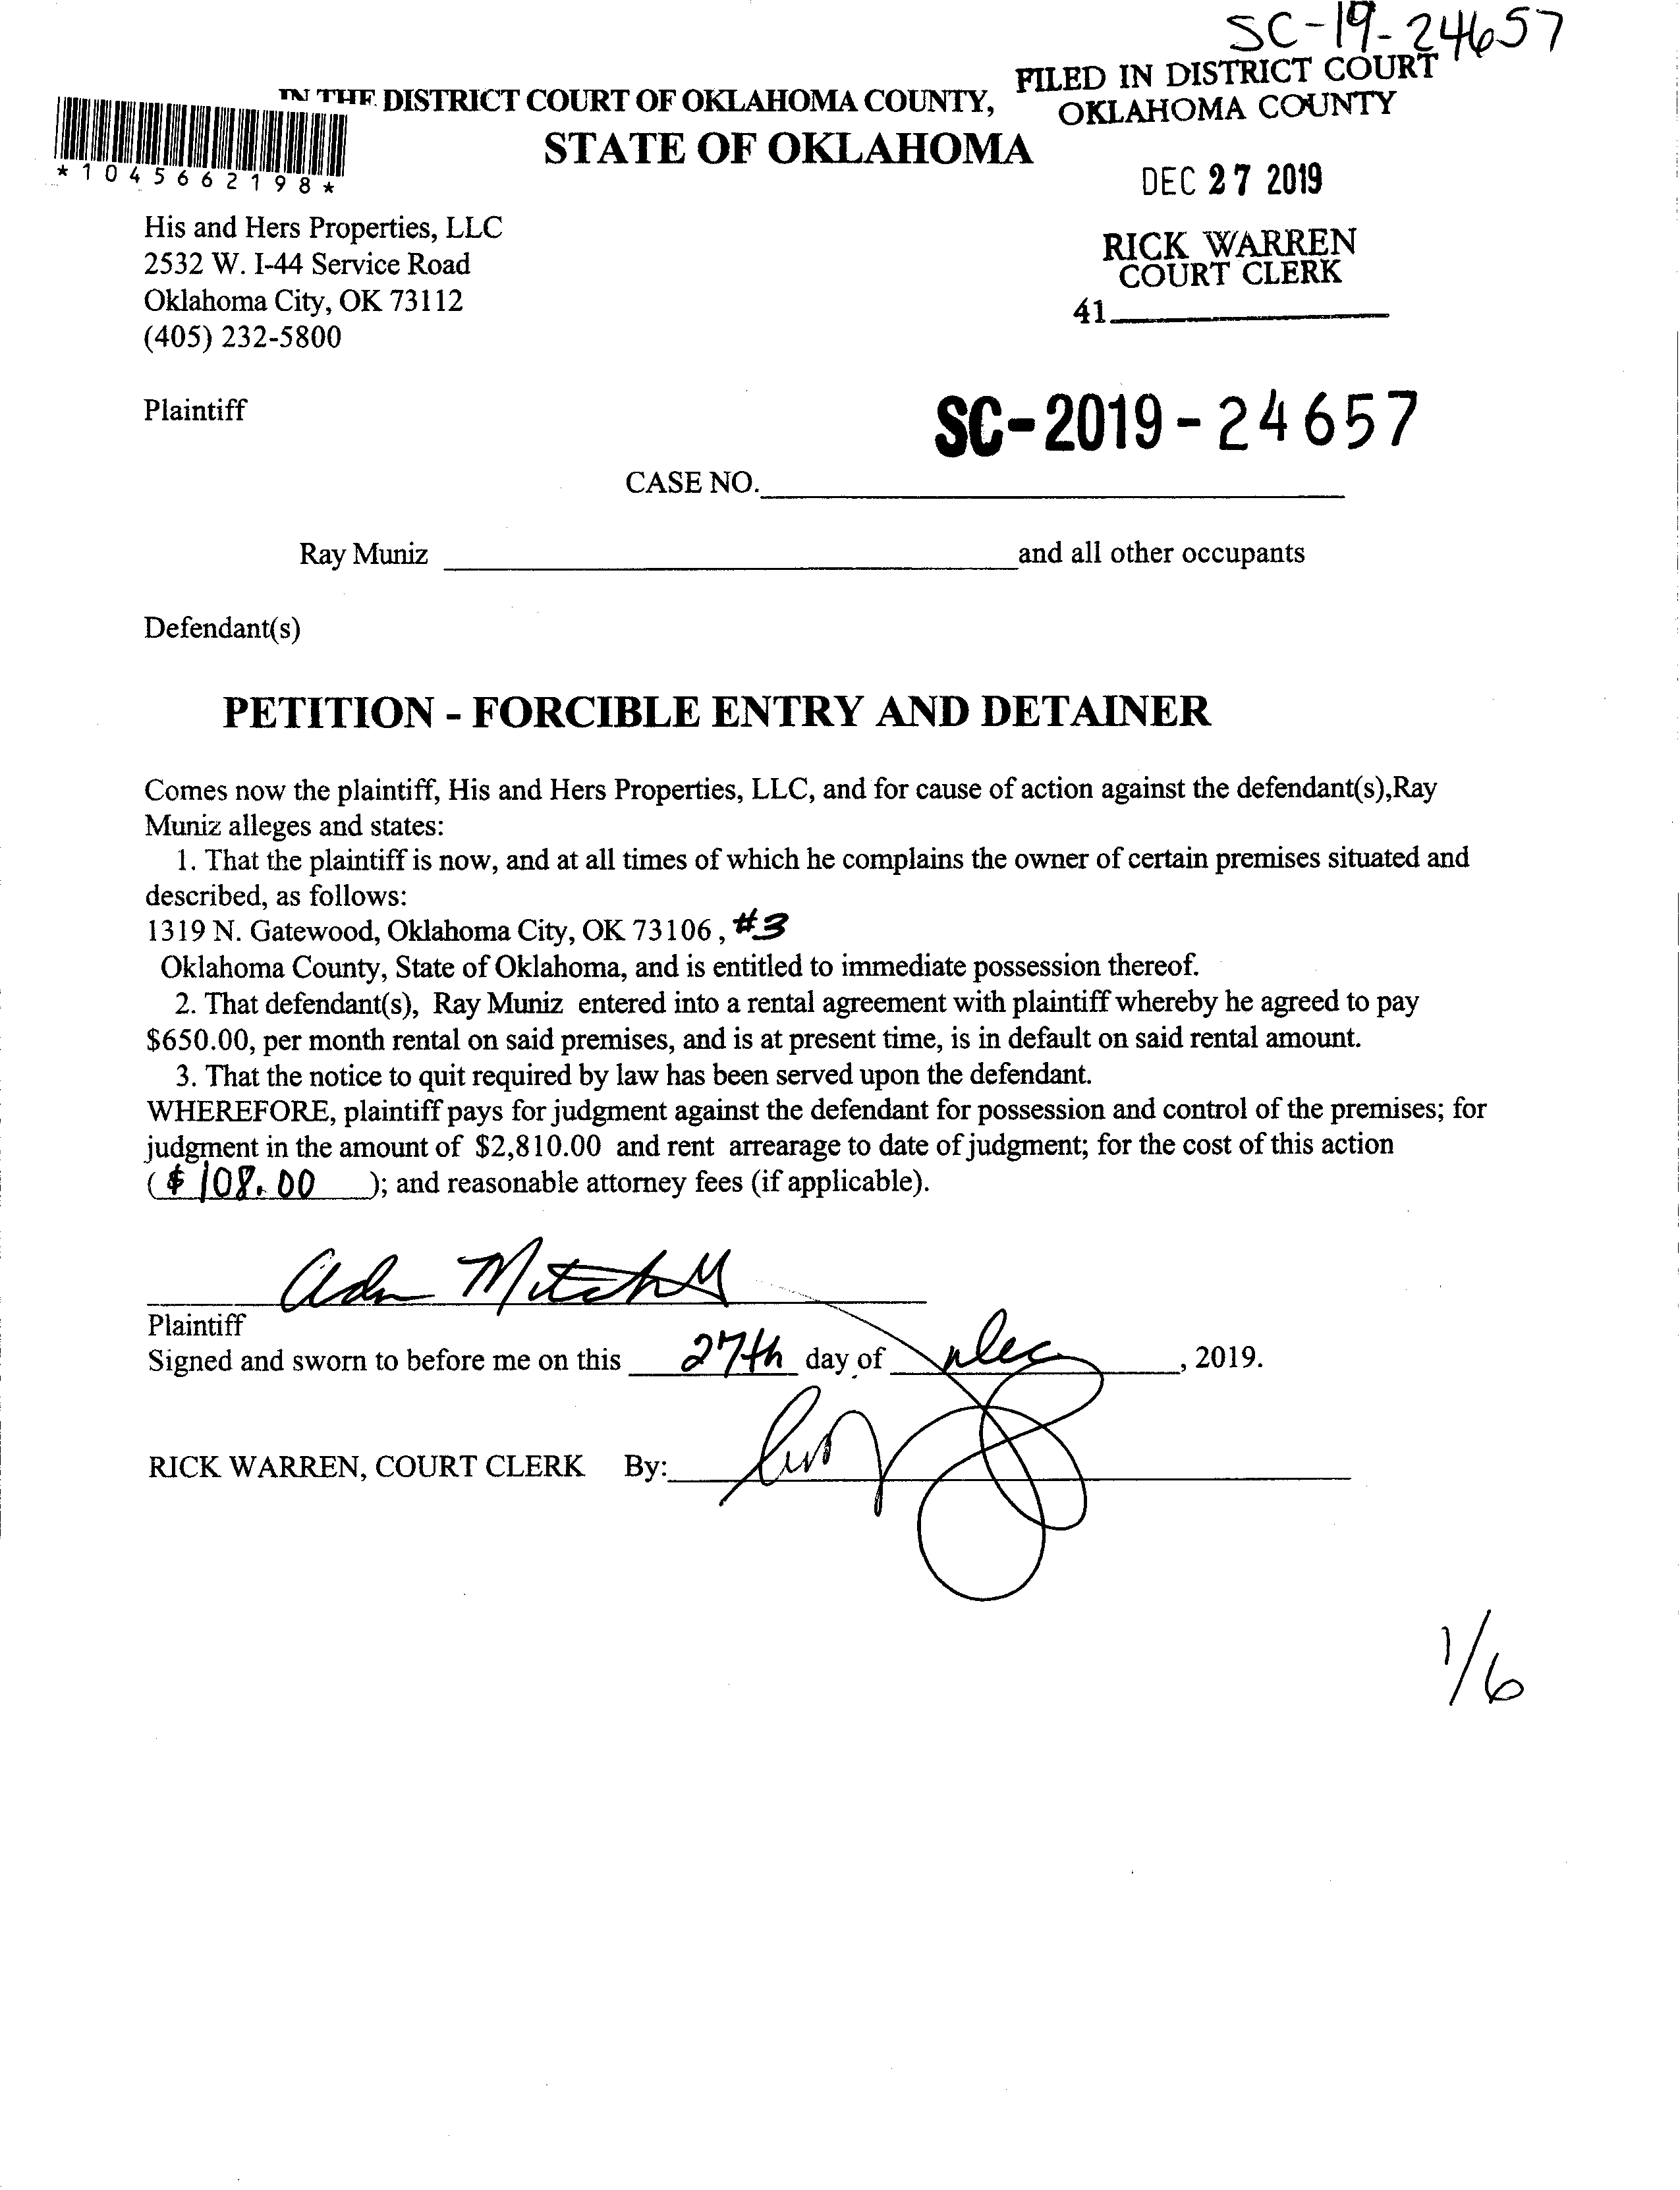 SC-19-24657
FILED IN DISTRICT COURT
OKLAHOMA COUNTY
IN THE DISTRICT COURT OF OKLAHOMA COUNTY,
STATE OF OKLAHOMA
*1045662198*
DEC 27 2019
RICK WARREN
COURT CLERK
41
His and Hers Properties, LLC
2532 W. I-44 Service Road
Oklahoma City, OK 73112
(405) 232-5800
Plaintiff
SC-2019-24657
CASE NO.
Ray Muniz and all other occupants
Defendant(s)
PETITION - FORCIBLE ENTRY AND DETAINER
Comes now the plaintiff, His and Hers Properties, LLC, and for cause of action against the defendant(s),Ray
Muniz alleges and states:
1. That the plaintiff is now, and at all times of which he complains the owner of certain premises situated and
described, as follows:
1319 N. Gatewood, Oklahoma City, OK 73106 , #3
Oklahoma County, State of Oklahoma, and is entitled to immediate possession thereof.
2. That defendant(s), Ray Muniz entered into a rental agreement with plaintiff whereby he agreed to pay
$650.00, per month rental on said premises, and is at present time, is in default on said rental amount.
3. That the notice to quit required by law has been served upon the defendant.
WHEREFORE, plaintiff pays for judgment against the defendant for possession and control of the premises; for
judgment in the amount of $2,810.00 and rent arrearage to date of judgment; for the cost of this action
( $108.00 ); and reasonable attorney fees (if applicable).
Mitchell
Plaintiff
Signed and sworn to before me on this 27th day of Dec , 2019.
RICK WARREN, COURT CLERK By:
1/6